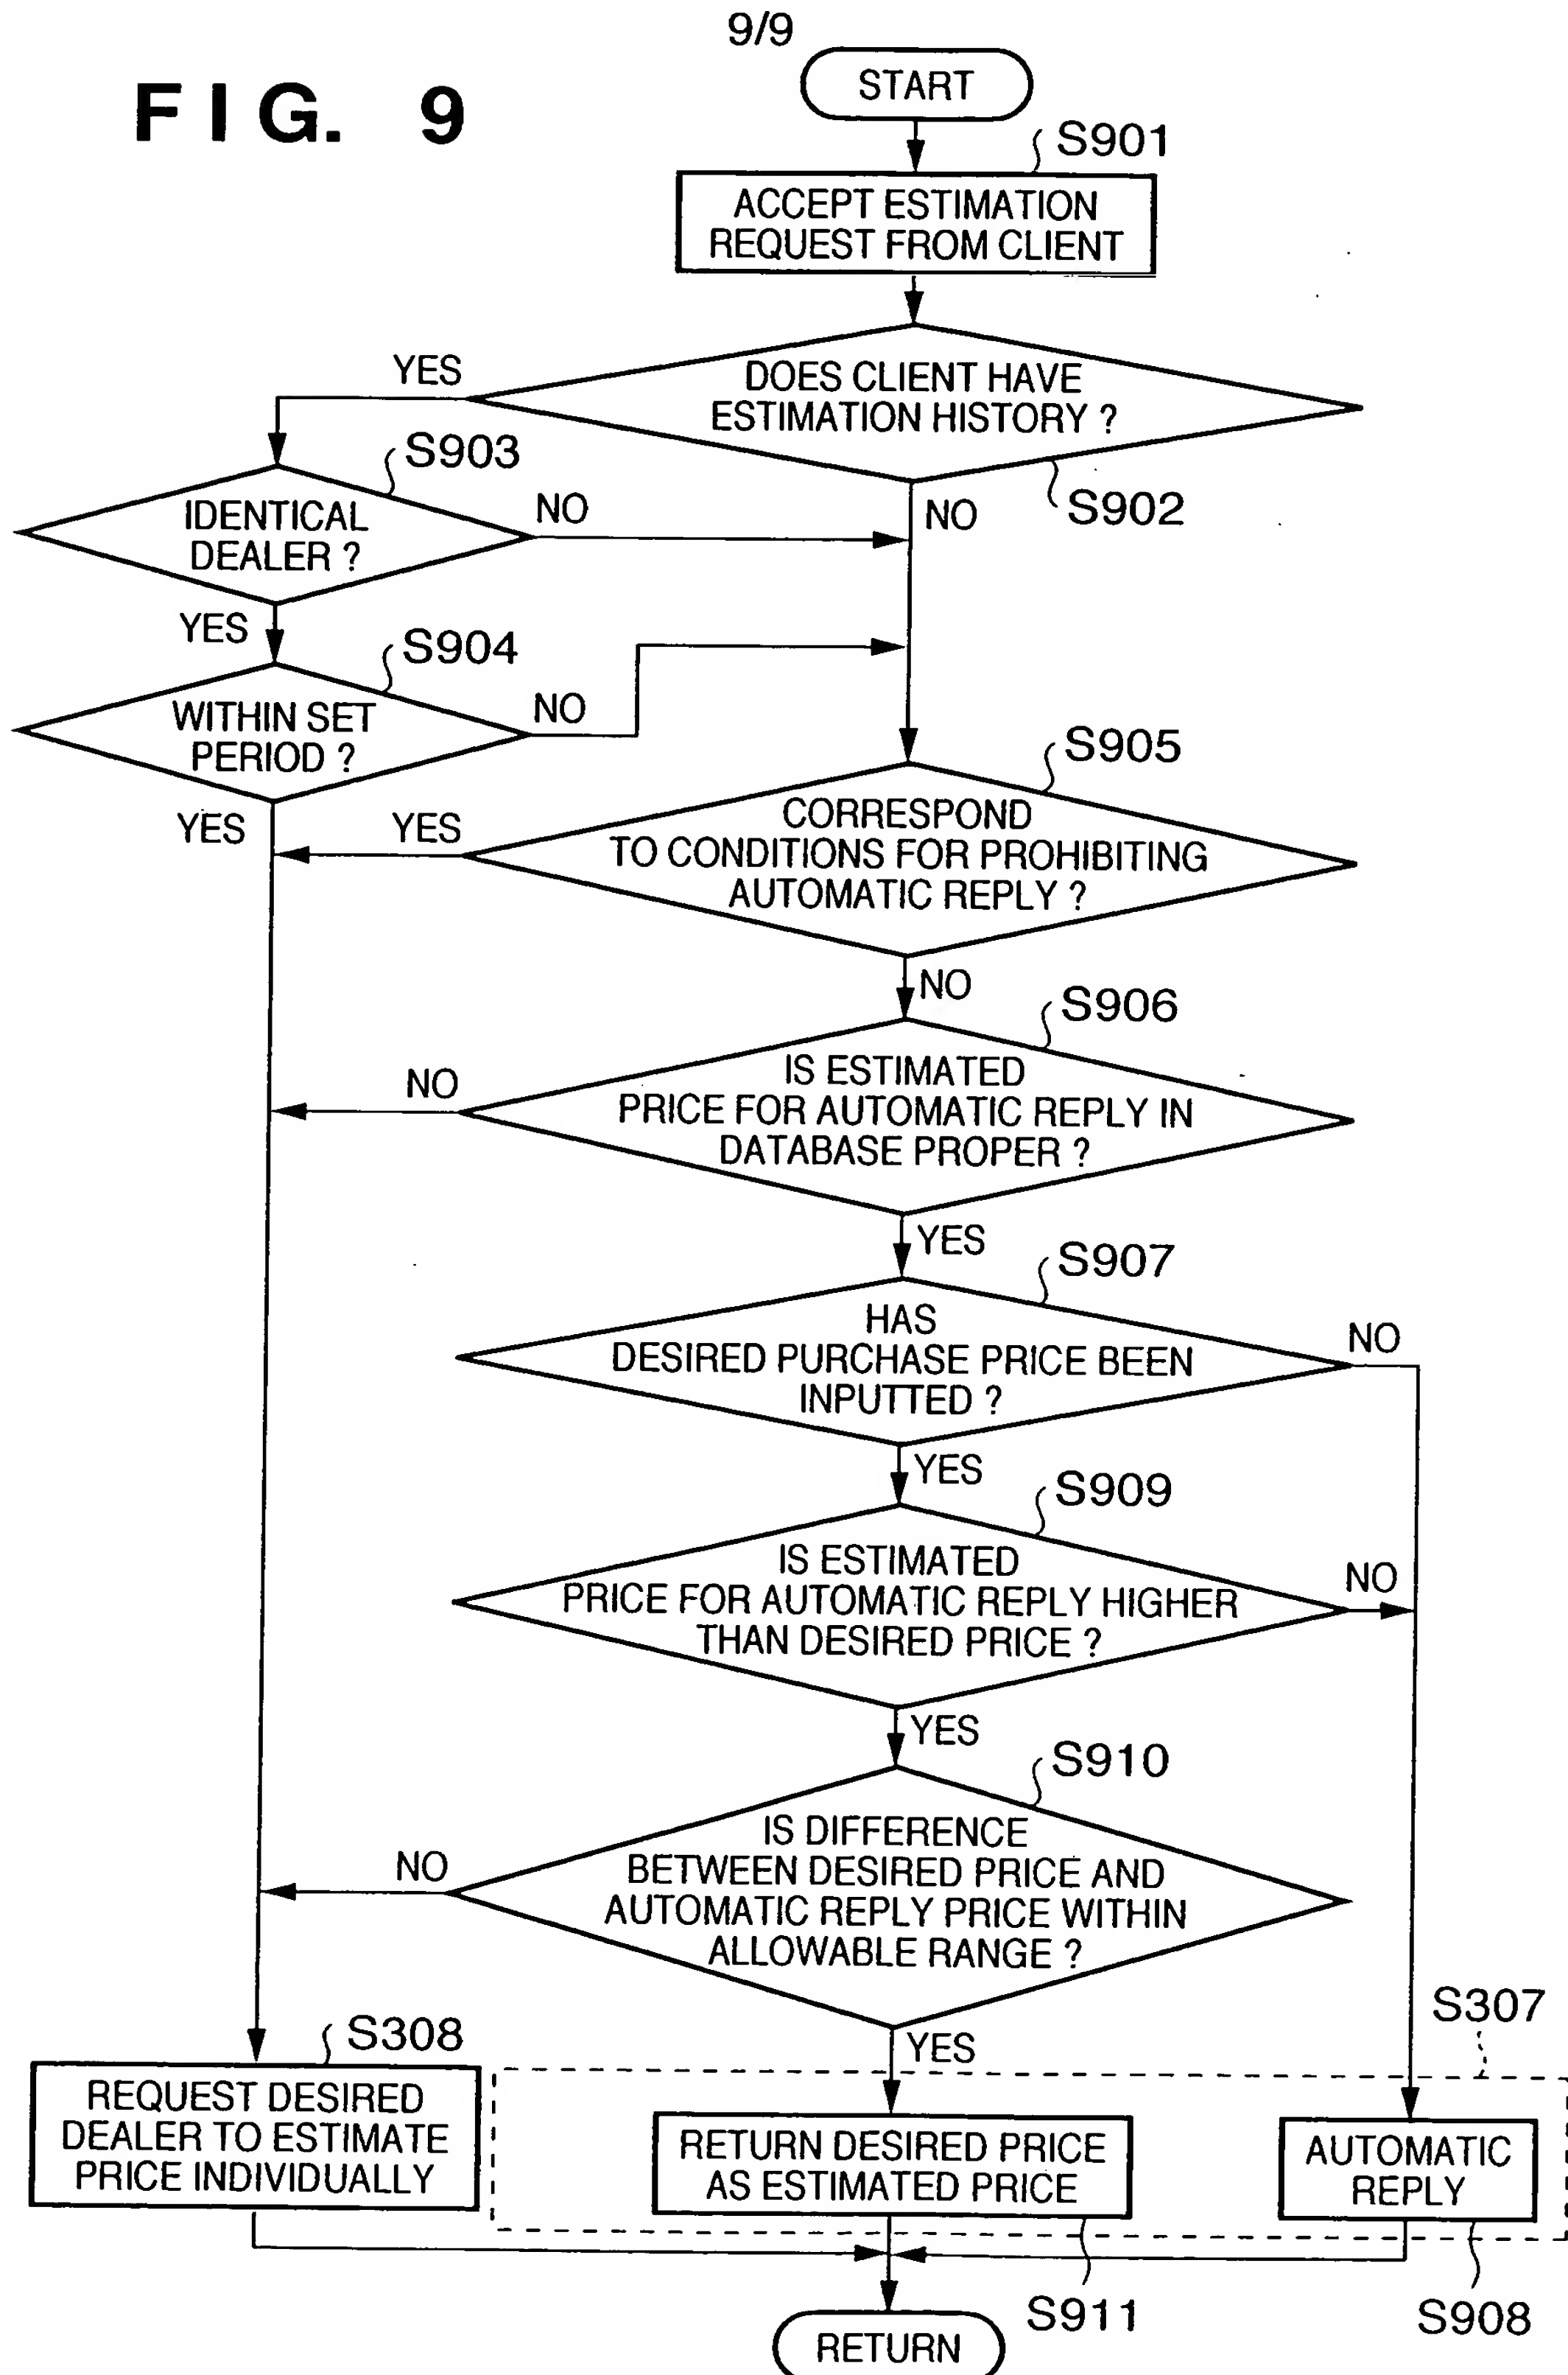 9/9
FIG. 9
START
S901
ACCEPT ESTIMATION
REQUEST FROM CLIENT
YES
DOES CLIENT HAVE
ESTIMATION HISTORY ?
S903
S902
IDENTICAL
DEALER ?
NO
NO
YES
S904
WITHIN SET
PERIOD ?
NO
S905
YES
YES
CORRESPOND
TO CONDITIONS FOR PROHIBITING
AUTOMATIC REPLY ?
NO
S906
NO
IS ESTIMATED
PRICE FOR AUTOMATIC REPLY IN
DATABASE PROPER ?
YES
S907
HAS
DESIRED PURCHASE PRICE BEEN
INPUTTED ?
NO
YES
S909
IS ESTIMATED
PRICE FOR AUTOMATIC REPLY HIGHER
THAN DESIRED PRICE ?
NO
YES
S910
NO
IS DIFFERENCE
BETWEEN DESIRED PRICE AND
AUTOMATIC REPLY PRICE WITHIN
ALLOWABLE RANGE ?
S307
S308
YES
REQUEST DESIRED
DEALER TO ESTIMATE
PRICE INDIVIDUALLY
RETURN DESIRED PRICE
AS ESTIMATED PRICE
AUTOMATIC
REPLY
S911
S908
RETURN